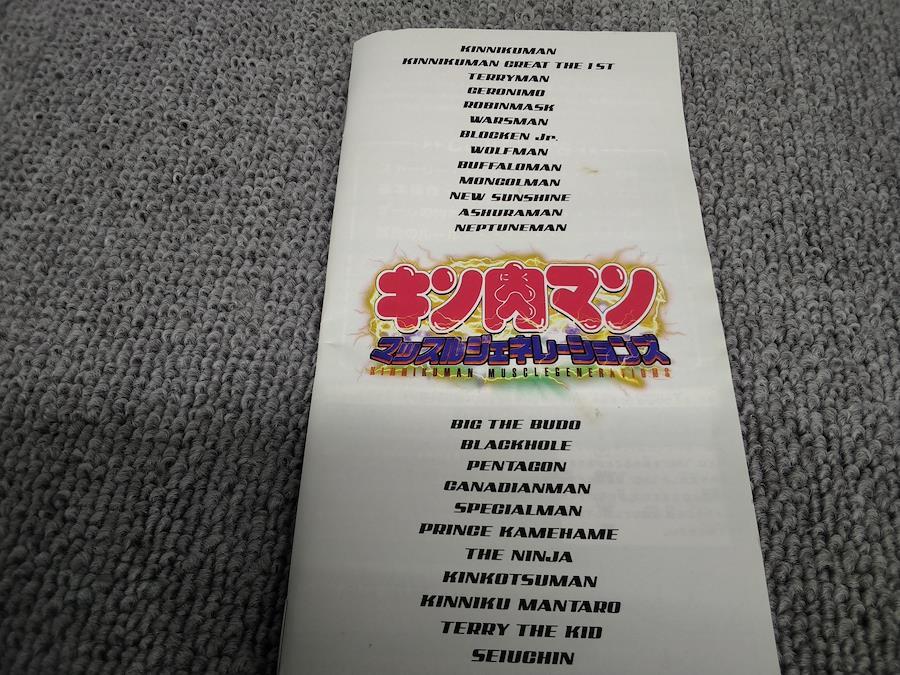 KINNIKUMAN
KINNIKUMAN GREAT THE 1ST
TERRYMAN
GERONIMO
ROBINMASK
WARSMAN
BLOCKEN Jr.
WOLFMAN
BUFFALOMAN
MONGOLMAN
NEW SUNSHINE
ASHURAMAN
NEPTUNEMAN
キン肉マン
マッスルジェネレーションズ
KINNIKUMAN MUSCLEGENERATIONS
BIG THE BUDO
BLACKHOLE
PENTAGON
CANADIANMAN
SPECIALMAN
PRINCE KAMEHAME
THE NINJA
KINKOTSUMAN
KINNIKU MANTARO
TERRY THE KID
SEIUCHIN